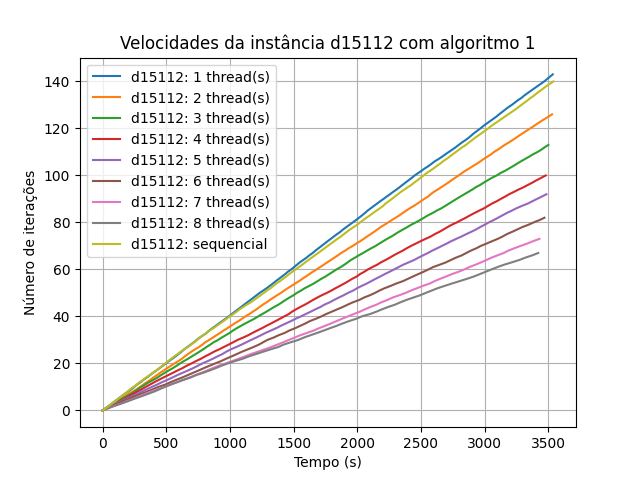 Velocidades da instância d15112 com algoritmo 1
140
120
100
80
60
40
20
0
Número de iterações
d15112: 1 thread(s)
d15112: 2 thread(s)
d15112: 3 thread(s)
d15112: 4 thread(s)
d15112: 5 thread(s)
d15112: 6 thread(s)
d15112: 7 thread(s)
d15112: 8 thread(s)
d15112: sequencial
0 500 1000 1500 2000 2500 3000 3500
Tempo (s)